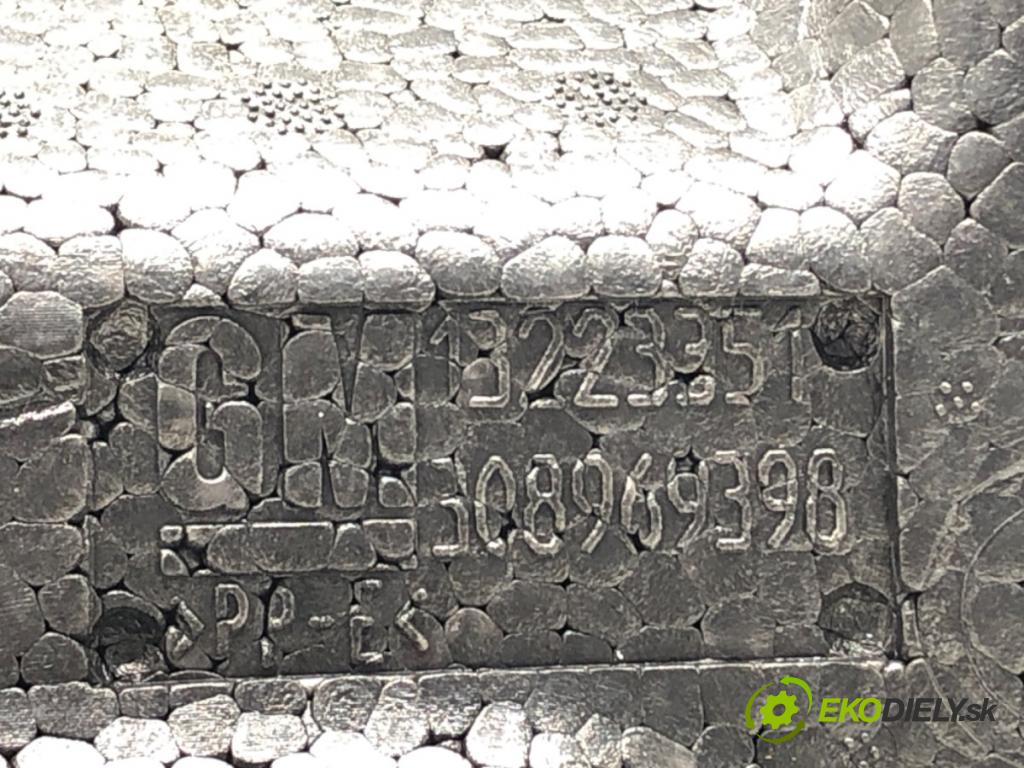 GM
13223351
308969398
>PP-E<
EKODIELY.sk